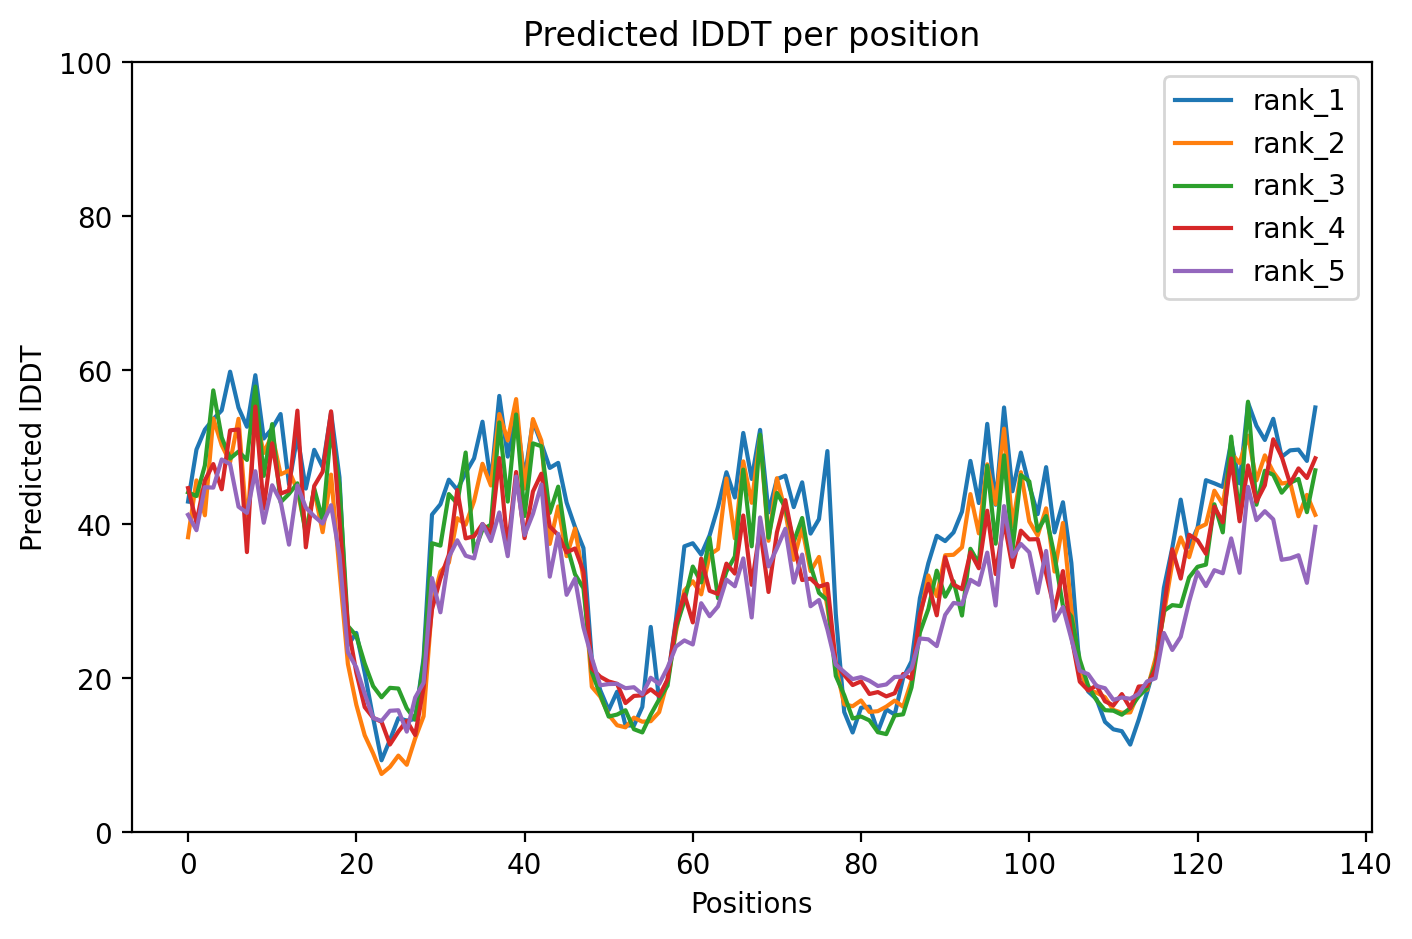 Predicted lDDT per position
100
80
60
40
20
0
Predicted lDDT
rank_1
rank_2
rank_3
rank_4
rank_5
0 20 40 60 80 100 120 140
Positions